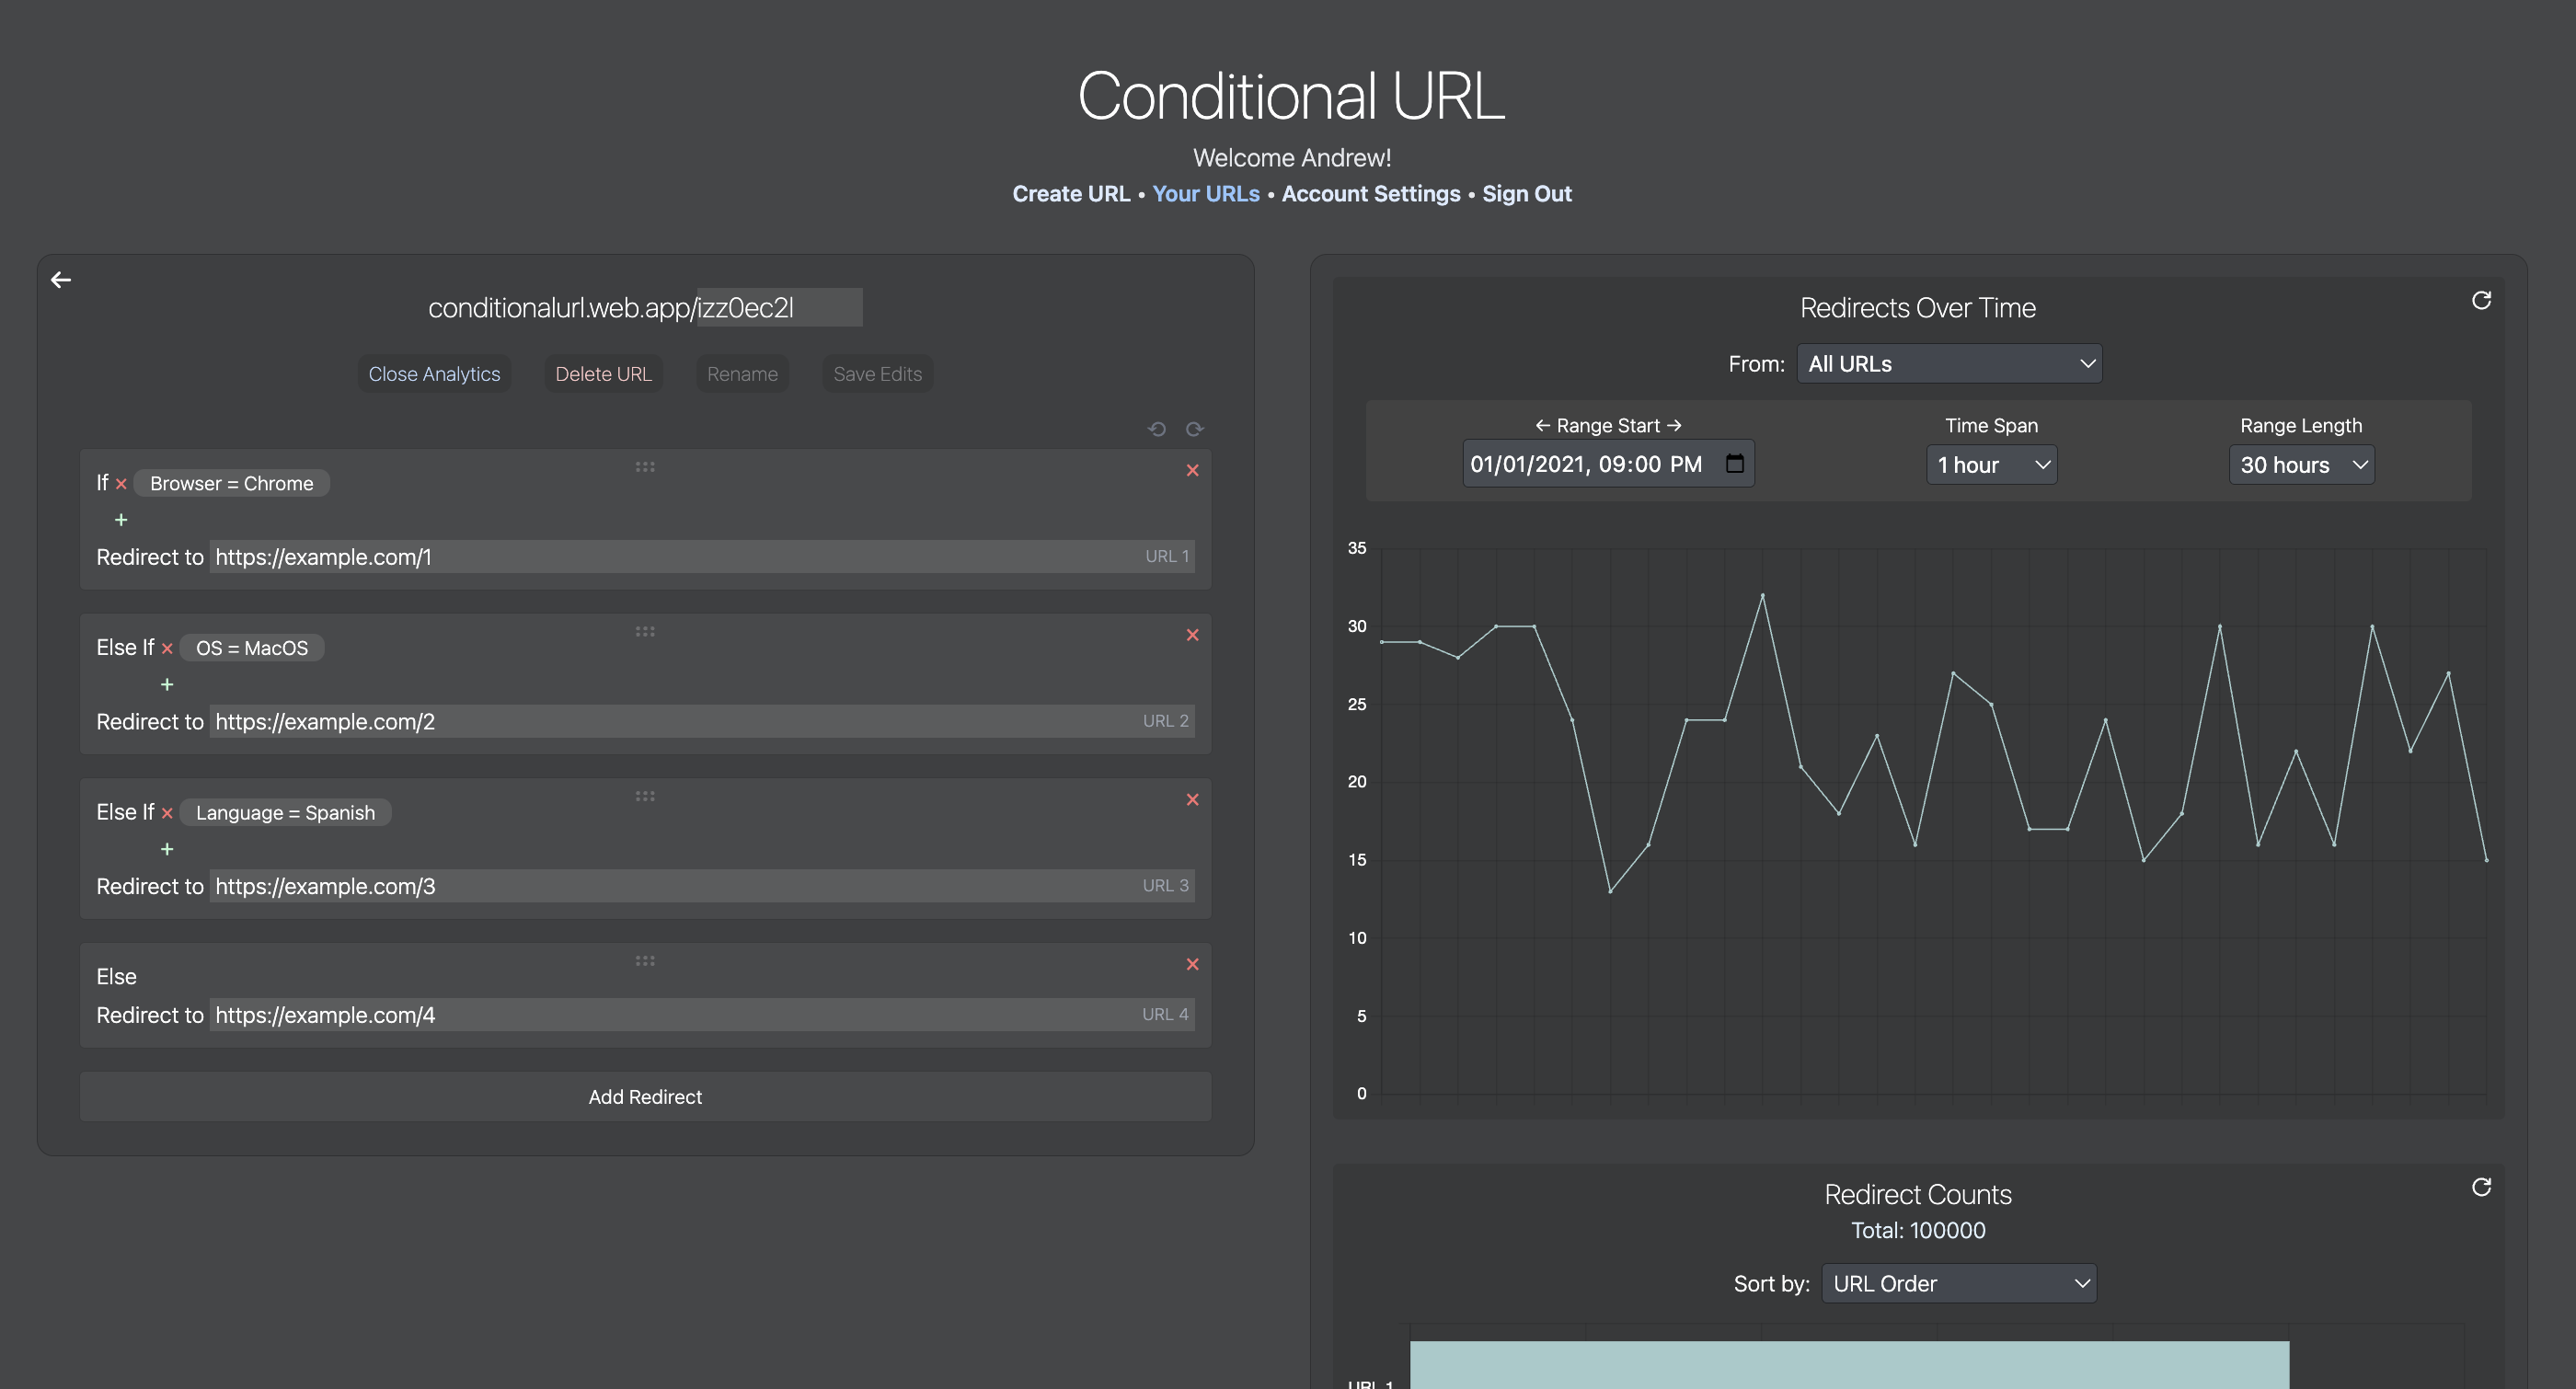 Conditional URL
Welcome Andrew!
Create URL • Your URLs • Account Settings • Sign Out
conditionalurl.web.app/izz0ec2l
Close Analytics
Delete URL
Rename
Save Edits
If × Browser = Chrome
+
Redirect to https://example.com/1 URL 1
Else If × OS = MacOS
+
Redirect to https://example.com/2 URL 2
Else If × Language = Spanish
+
Redirect to https://example.com/3 URL 3
Else
Redirect to https://example.com/4 URL 4
Add Redirect
Redirects Over Time
From: All URLs
← Range Start →
01/01/2021, 09:00 PM
Time Span
1 hour
Range Length
30 hours
35
30
25
20
15
10
5
0
Redirect Counts
Total: 100000
Sort by: URL Order
URL 1